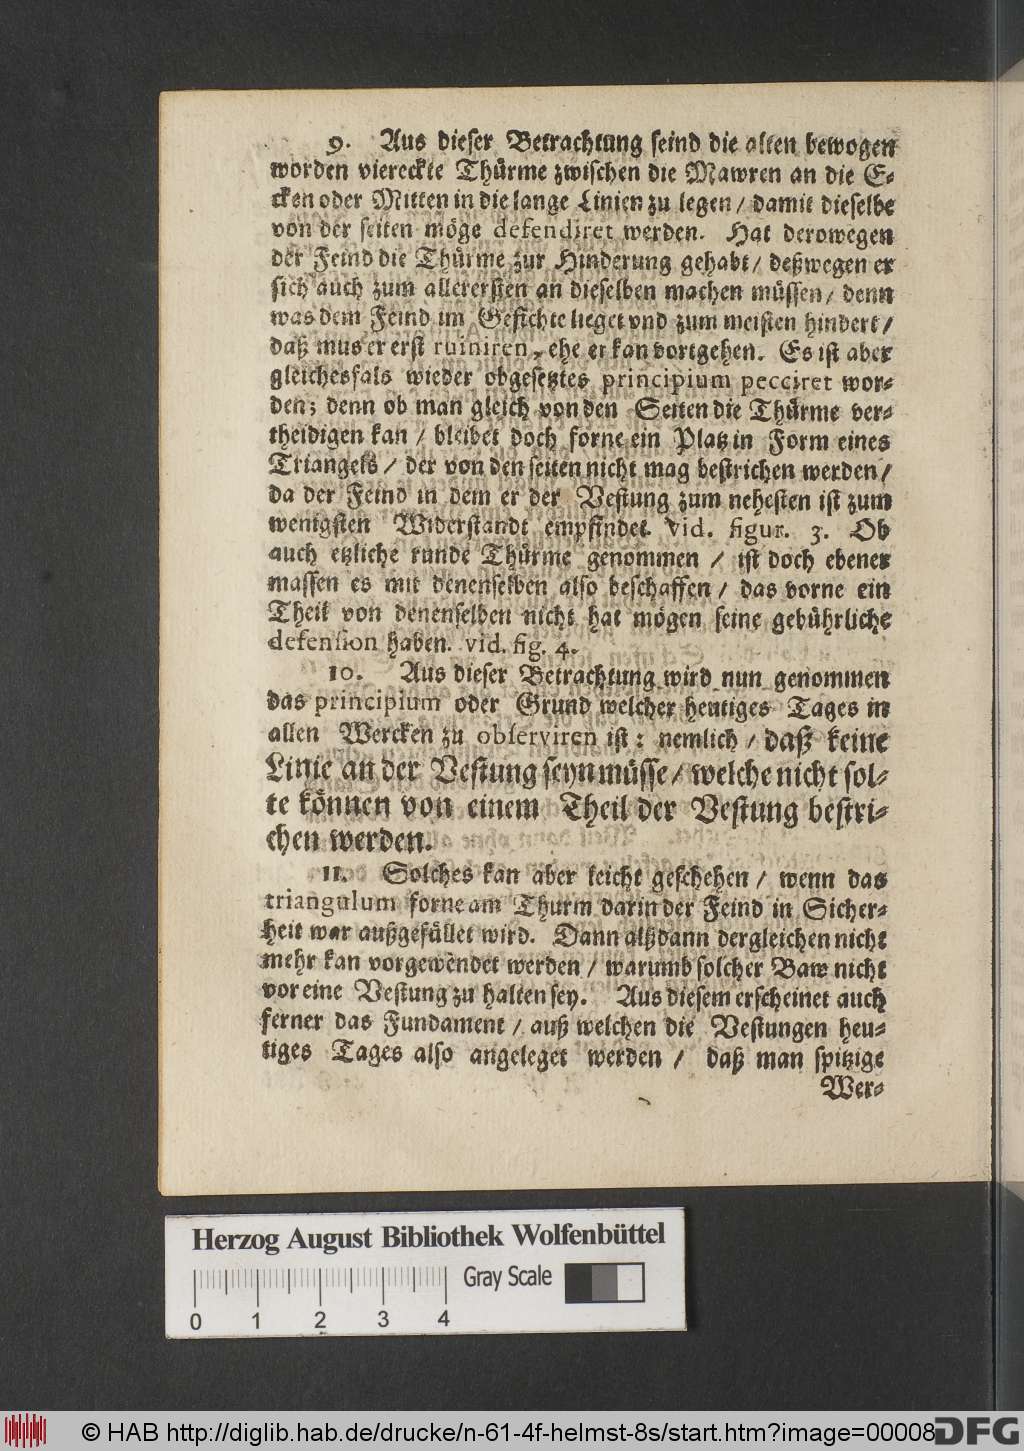 9. Aus dieser Betrachtung seind die alten bewogen
worden viereckte Thürme zwischen die Mawren an die E-
cken oder Mitten in die lange Linien zu legen / damit dieselbe
von der seiten möge defendiret werden. Hat derowegen
der Feind die Thürme zur Hinderung gehabt / deßwegen er
sich auch zum allerersten an dieselben machen müssen / denn
was dem Feind im Gesichte lieget vnd zum meisten hindert /
daß mus er erst ruiniren, ehe er kan vortgehen. Es ist aber
gleichesfals wieder obgesetztes principium pecciret wor-
den; denn ob man gleich von den Seiten die Thürme ver-
theidigen kan / bleibet doch forne ein Platz in Form eines
Triangels / der von den seiten nicht mag bestrichen werden /
da der Feind in dem er der Vestung zum nehesten ist zum
wenigsten Widerstandt empfindet. vid. figur. 3. Ob
auch etzliche runde Thürme genommen / ist doch ebener
massen es mit denenselben also beschaffen / das vorne ein
Theil von denenselben nicht hat mögen seine gebührliche
defension haben. vid. fig. 4.
10. Aus dieser Betrachtung wird nun genommen
das principium oder Grund welcher heutiges Tages in
allen Wercken zu observiren ist: nemlich / daß keine
Linie an der Vestung seyn müsse / welche nicht sol-
te können von einem Theil der Vestung bestri-
chen werden.
11. Solches kan aber leicht geschehen / wenn das
triangulum forne am Thurm darin der Feind in Sicher-
heit war außgefüllet wird. Dann alßdann dergleichen nicht
mehr kan vorgewendet werden / warumb solcher Baw nicht
vor eine Vestung zu halten sey. Aus diesem erscheinet auch
ferner das Fundament / auß welchen die Vestungen heu-
tiges Tages also angeleget werden / daß man spitzige
Wer-
Herzog August Bibliothek Wolfenbüttel
Gray Scale
0 1 2 3 4
© HAB http://diglib.hab.de/drucke/n-61-4f-helmst-8s/start.htm?image=00008
DFG